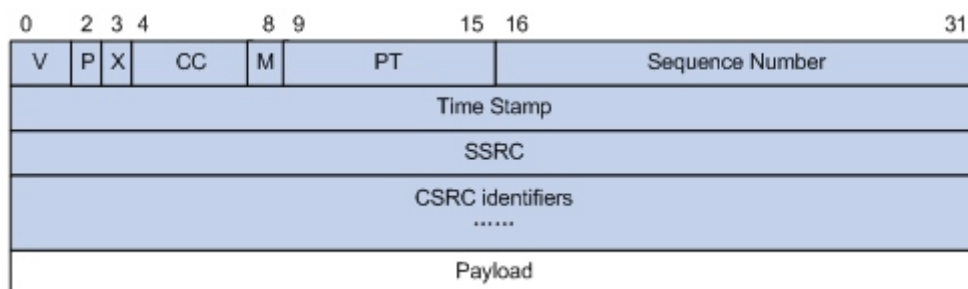 0 2 3 4 8 9 15 16 31
V P X CC M PT Sequence Number
Time Stamp
SSRC
CSRC identifiers
......
Payload